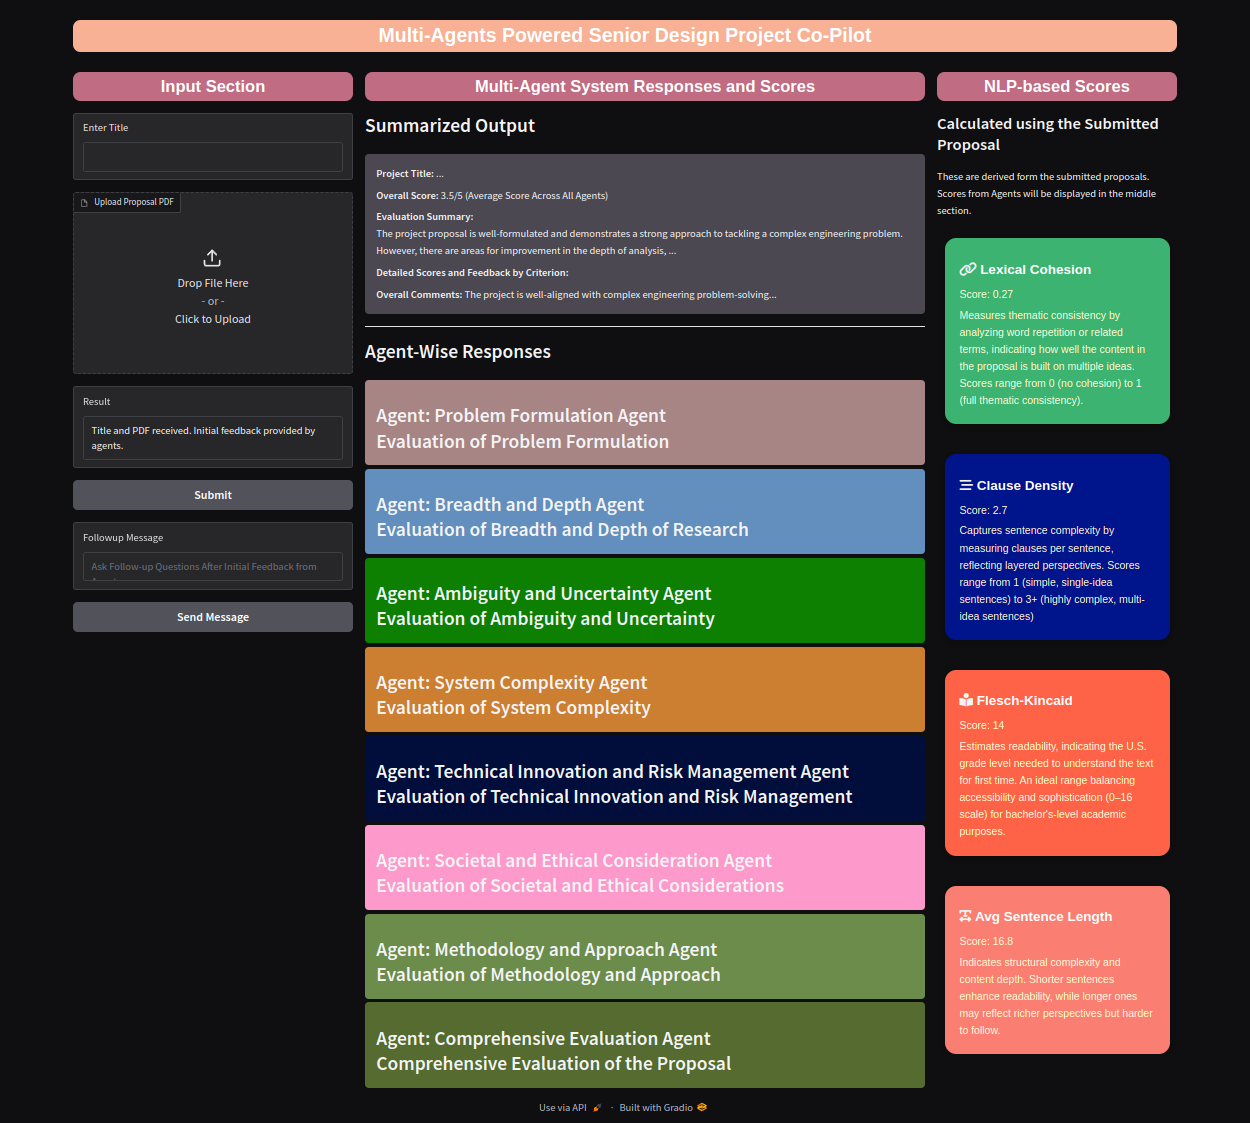 Multi-Agents Powered Senior Design Project Co-Pilot
Input Section
Enter Title
Upload Proposal PDF
Drop File Here
- or -
Click to Upload
Result
Title and PDF received. Initial feedback provided by
agents.
Submit
Followup Message
Ask Follow-up Questions After Initial Feedback from
Send Message
Multi-Agent System Responses and Scores
Summarized Output
Project Title: ...
Overall Score: 3.5/5 (Average Score Across All Agents)
Evaluation Summary:
The project proposal is well-formulated and demonstrates a strong approach to tackling a complex engineering problem.
However, there are areas for improvement in the depth of analysis, ...
Detailed Scores and Feedback by Criterion:
Overall Comments: The project is well-aligned with complex engineering problem-solving...
Agent-Wise Responses
Agent: Problem Formulation Agent
Evaluation of Problem Formulation
Agent: Breadth and Depth Agent
Evaluation of Breadth and Depth of Research
Agent: Ambiguity and Uncertainty Agent
Evaluation of Ambiguity and Uncertainty
Agent: System Complexity Agent
Evaluation of System Complexity
Agent: Technical Innovation and Risk Management Agent
Evaluation of Technical Innovation and Risk Management
Agent: Societal and Ethical Consideration Agent
Evaluation of Societal and Ethical Considerations
Agent: Methodology and Approach Agent
Evaluation of Methodology and Approach
Agent: Comprehensive Evaluation Agent
Comprehensive Evaluation of the Proposal
NLP-based Scores
Calculated using the Submitted
Proposal
These are derived form the submitted proposals.
Scores from Agents will be displayed in the middle
section.
Lexical Cohesion
Score: 0.27
Measures thematic consistency by
analyzing word repetition or related
terms, indicating how well the content in
the proposal is built on multiple ideas.
Scores range from 0 (no cohesion) to 1
(full thematic consistency).
Clause Density
Score: 2.7
Captures sentence complexity by
measuring clauses per sentence,
reflecting layered perspectives. Scores
range from 1 (simple, single-idea
sentences) to 3+ (highly complex, multi-
idea sentences)
Flesch-Kincaid
Score: 14
Estimates readability, indicating the U.S.
grade level needed to understand the text
for first time. An ideal range balancing
accessibility and sophistication (0–16
scale) for bachelor's-level academic
purposes.
Avg Sentence Length
Score: 16.8
Indicates structural complexity and
content depth. Shorter sentences
enhance readability, while longer ones
may reflect richer perspectives but harder
to follow.
Use via API · Built with Gradio